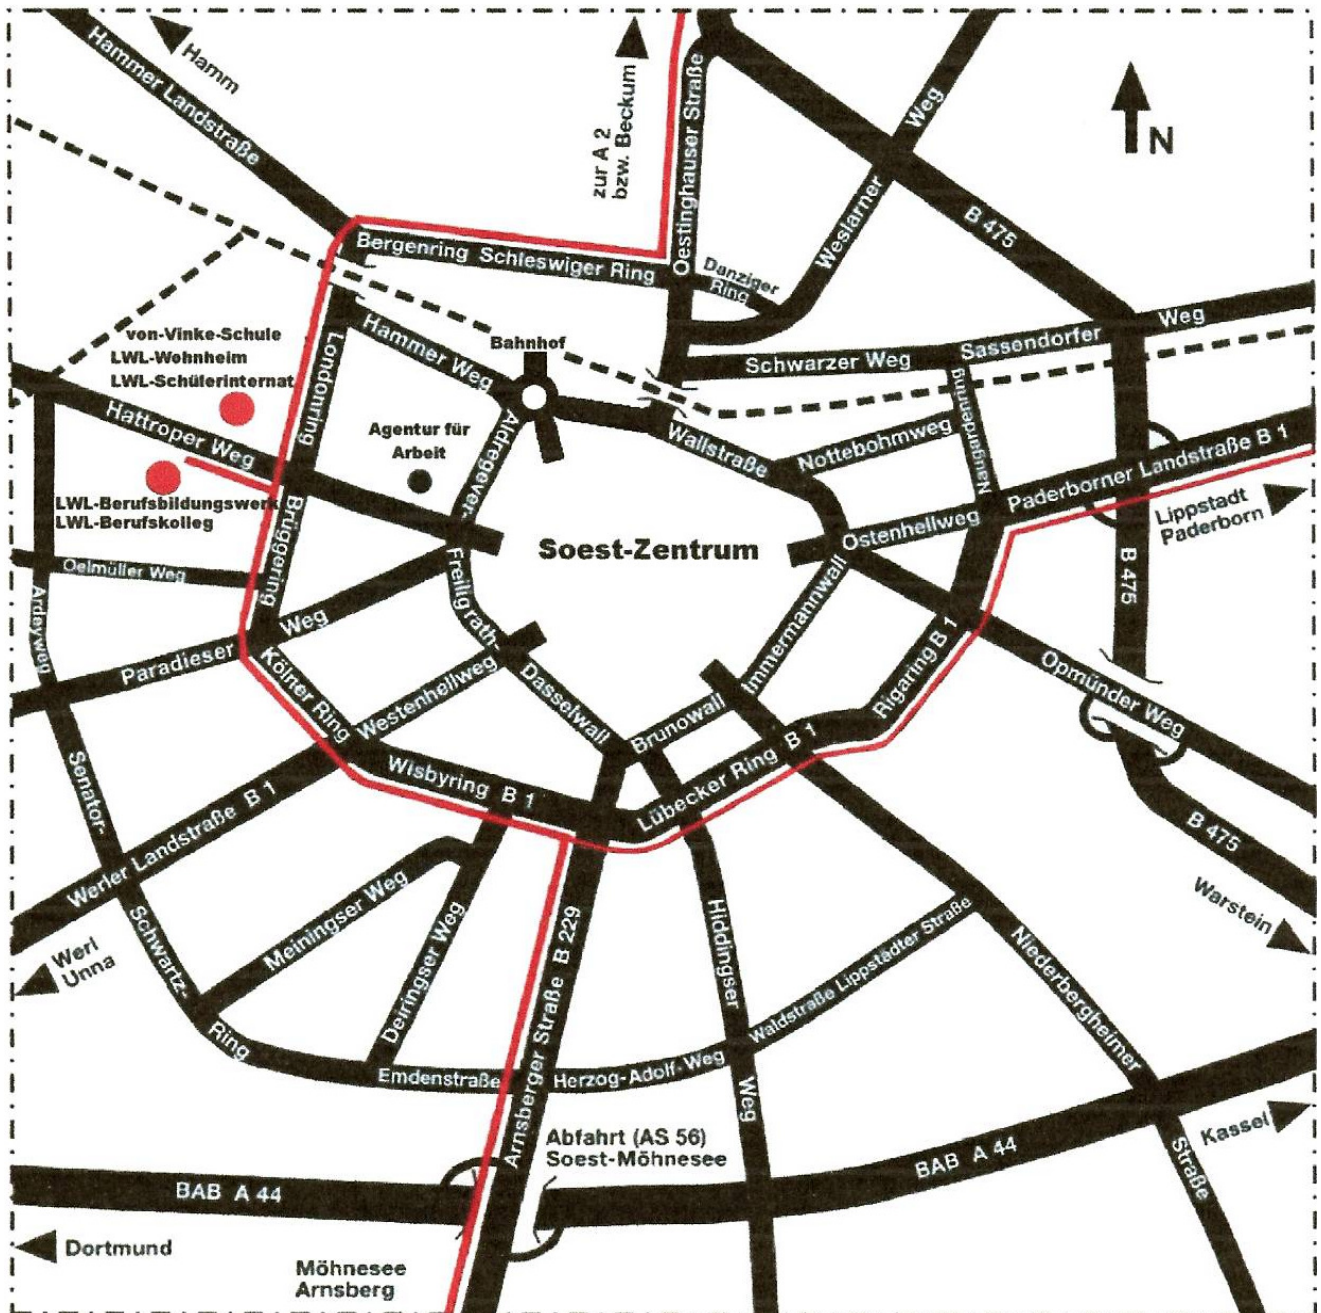 Hammer Landstraße
Hamm
zur A 2
bzw. Beckum
Oestinghauser Straße
Weslarner Weg
N
B 475
Bergenring Schleswiger Ring
Danziger
Ring
von-Vinke-Schule
LWL-Wohnheim
LWL-Schülerinternat
Londonring
Hammer Weg
Bahnhof
Schwarzer Weg
Sassendorfer Weg
Hattroper Weg
Agentur für
Arbeit
Aldegrever-
Wallstraße
Nottebohmweg
Naugardenring
Paderborner Landstraße B 1
Lippstadt
Paderborn
LWL-Berufsbildungswerk
LWL-Berufskolleg
Brüggering
Soest-Zentrum
Ostenhellweg
B 475
Oelmüller Weg
Ardeyweg
Freiligrath-
Immermannwall
Paradieser Weg
Kölner Ring
Westenhellweg
Dasselwall
Brunowall
Rigaring B 1
Opmünder Weg
Wisbyring B 1
Lübecker Ring B 1
B 475
Warstein
Senator-
Schwartz-
Ring
Werler Landstraße B 1
Werl
Unna
Meiningser Weg
Deiringser Weg
Arnsberger Straße B 229
Hiddingser
Weg
Waldstraße Lippstädter Straße
Niederbergheimer
Straße
Emdenstraße
Herzog-Adolf-Weg
Abfahrt (AS 56)
Soest-Möhnesee
BAB A 44
BAB A 44
Kassel
Dortmund
Möhnesee
Arnsberg